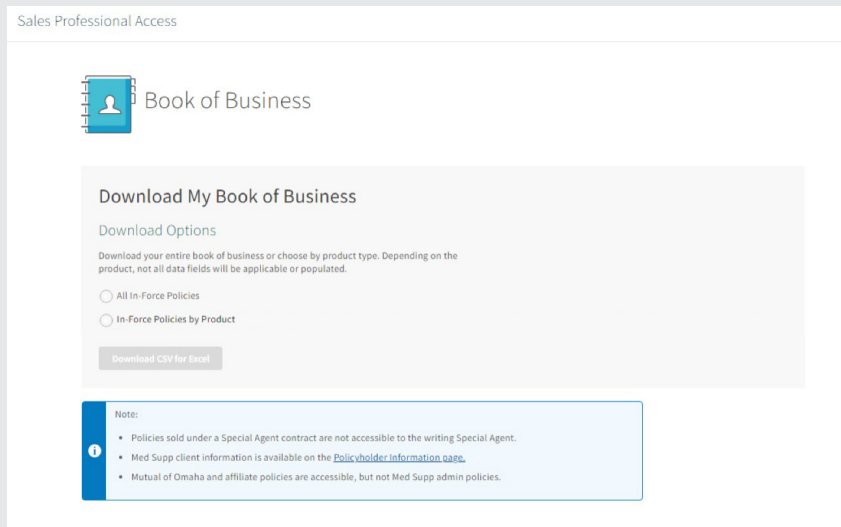 Sales Professional Access
Book of Business
Download My Book of Business
Download Options
Download your entire book of business or choose by product type. Depending on the
product, not all data fields will be applicable or populated.
All In-Force Policies
In-Force Policies by Product
Download CSV for Excel
Note:
• Policies sold under a Special Agent contract are not accessible to the writing Special Agent.
• Med Supp client information is available on the Policyholder Information page.
• Mutual of Omaha and affiliate policies are accessible, but not Med Supp admin policies.